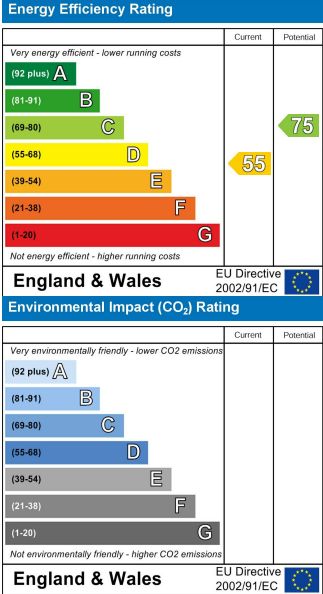 Energy Efficiency Rating
Current Potential
Very energy efficient - lower running costs
(92 plus) A
(81-91) B
(69-80) C
75
(55-68) D
55
(39-54) E
(21-38) F
(1-20) G
Not energy efficient - higher running costs
England & Wales
EU Directive
2002/91/EC
Environmental Impact (CO₂) Rating
Current Potential
Very environmentally friendly - lower CO2 emissions
(92 plus) A
(81-91) B
(69-80) C
(55-68) D
(39-54) E
(21-38) F
(1-20) G
Not environmentally friendly - higher CO2 emissions
England & Wales
EU Directive
2002/91/EC